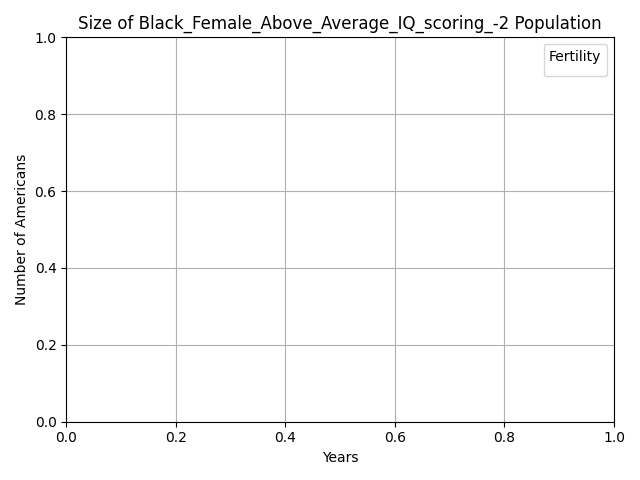 Size of Black_Female_Above_Average_IQ_scoring_-2 Population
Fertility
1.0
0.8
0.6
0.4
0.2
0.0
Number of Americans
0.0 0.2 0.4 0.6 0.8 1.0
Years